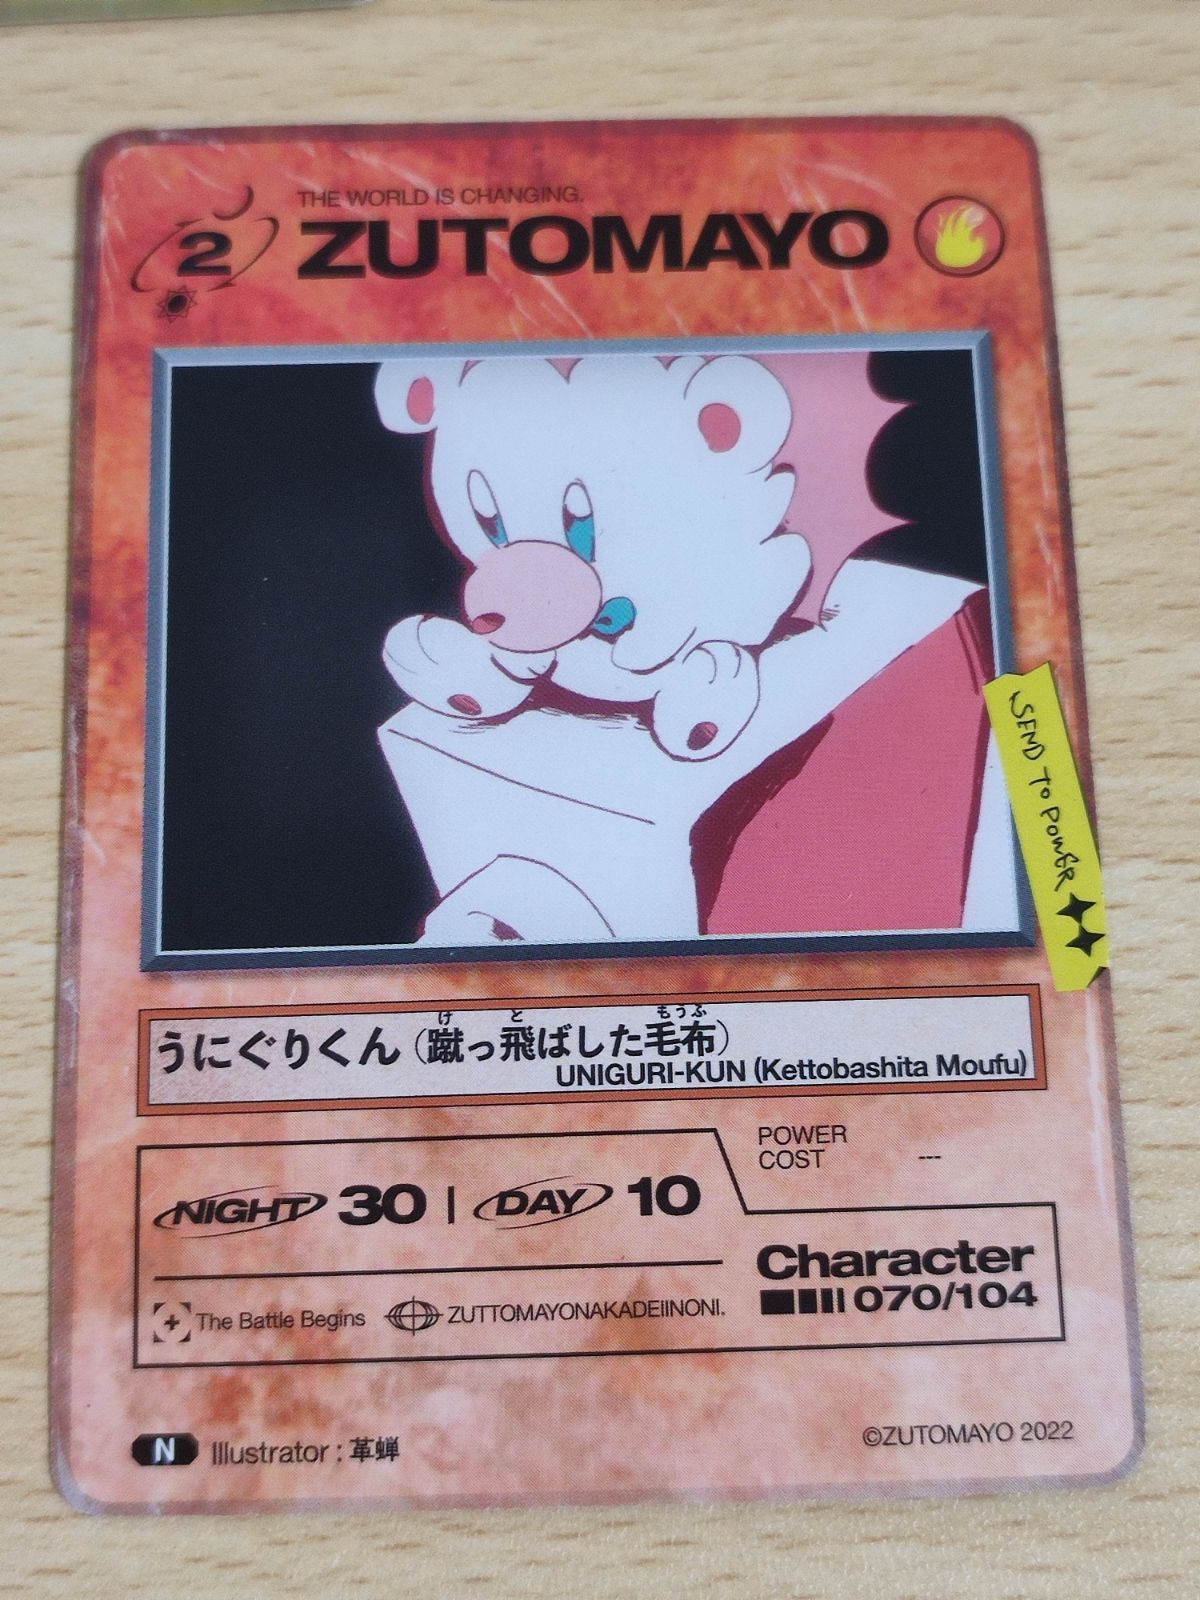 THE WORLD IS CHANGING.
2 ZUTOMAYO
SEND TO POWER
うにぐりくん(蹴っ飛ばした毛布)
け と もうふ
UNIGURI-KUN (Kettobashita Moufu)
POWER
COST ---
NIGHT 30 | DAY 10
Character
070/104
The Battle Begins ZUTTOMAYONAKADEIINONI.
N Illustrator : 革蝉
©ZUTOMAYO 2022